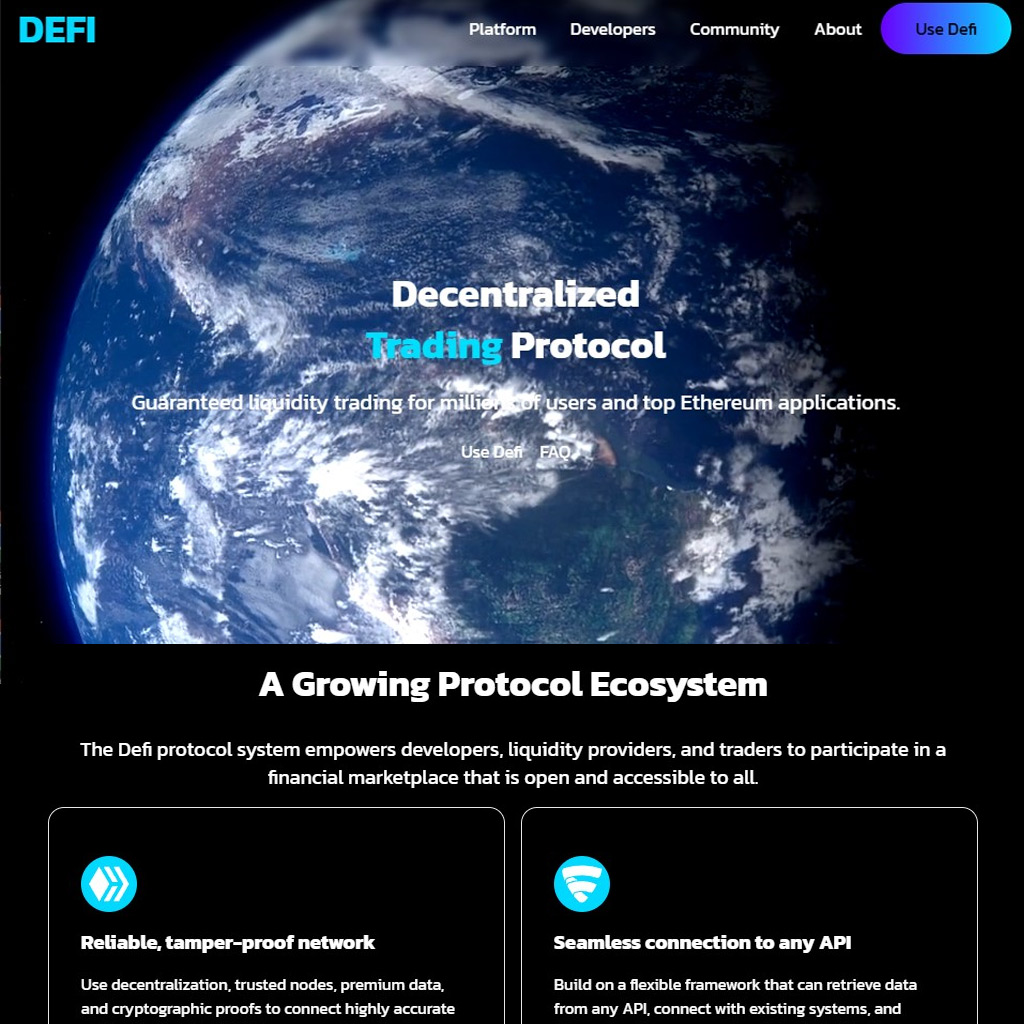 DEFI
Platform Developers Community About Use Defi
Decentralized
Trading Protocol
Guaranteed liquidity trading for millions of users and top Ethereum applications.
Use Defi FAQ
A Growing Protocol Ecosystem
The Defi protocol system empowers developers, liquidity providers, and traders to participate in a
financial marketplace that is open and accessible to all.
Reliable, tamper-proof network
Use decentralization, trusted nodes, premium data,
and cryptographic proofs to connect highly accurate
Seamless connection to any API
Build on a flexible framework that can retrieve data
from any API, connect with existing systems, and